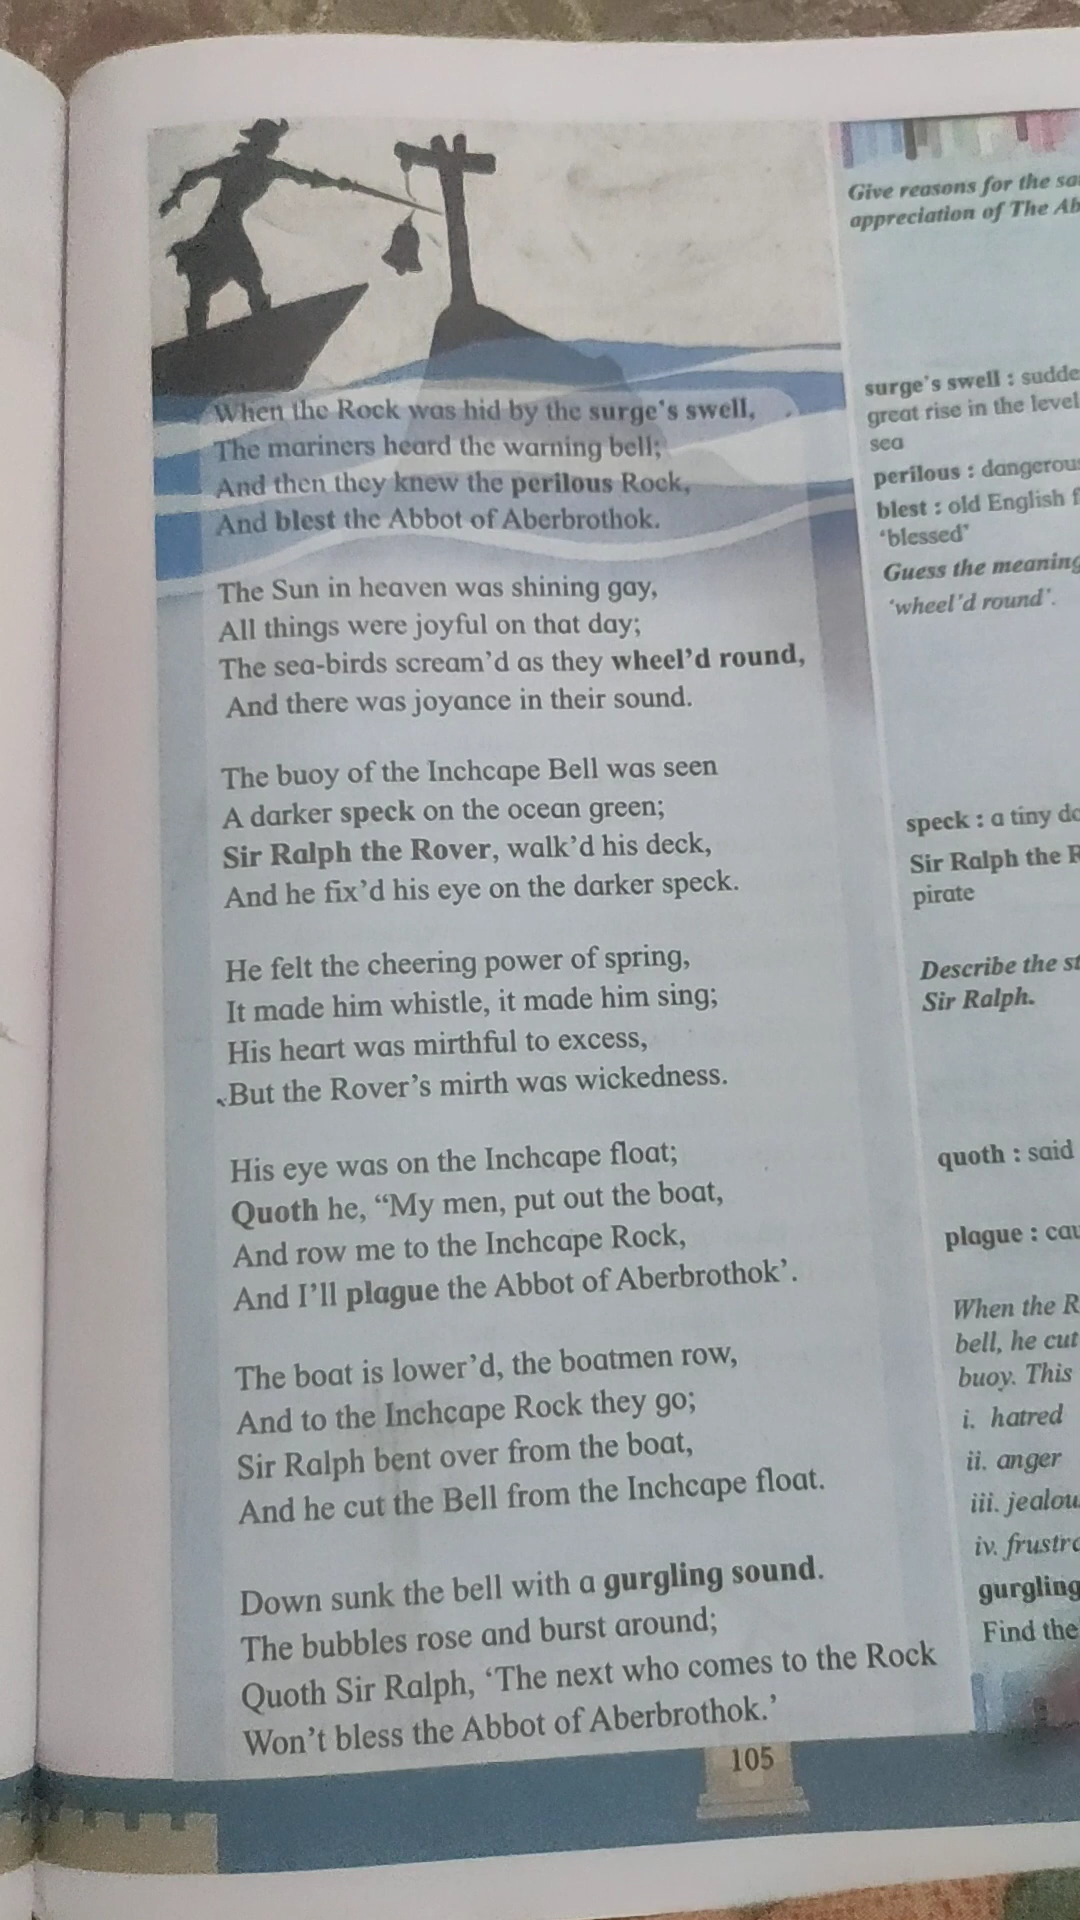 When the Rock was hid by the surge's swell,
The mariners heard the warning bell;
And then they knew the perilous Rock,
And blest the Abbot of Aberbrothok.
The Sun in heaven was shining gay,
All things were joyful on that day;
The sea-birds scream'd as they wheel'd round,
And there was joyance in their sound.
The buoy of the Inchcape Bell was seen
A darker speck on the ocean green;
Sir Ralph the Rover, walk'd his deck,
And he fix'd his eye on the darker speck.
He felt the cheering power of spring,
It made him whistle, it made him sing;
His heart was mirthful to excess,
But the Rover's mirth was wickedness.
His eye was on the Inchcape float;
Quoth he, “My men, put out the boat,
And row me to the Inchcape Rock,
And I'll plague the Abbot of Aberbrothok’.
The boat is lower'd, the boatmen row,
And to the Inchcape Rock they go;
Sir Ralph bent over from the boat,
And he cut the Bell from the Inchcape float.
Down sunk the bell with a gurgling sound.
The bubbles rose and burst around;
Quoth Sir Ralph, ‘The next who comes to the Rock
Won't bless the Abbot of Aberbrothok.’
Give reasons for the
appreciation of The
surge's swell :
great rise in the level
sea
perilous :
blest : old English
‘blessed’
Guess the meaning
‘wheel'd round’.
speck : a tiny
Sir Ralph the
pirate
Describe the
Sir Ralph.
quoth : said
plague :
When the
bell, he cut
buoy. This
i. hatred
ii. anger
iii.
iv.
gurgling
Find the
105